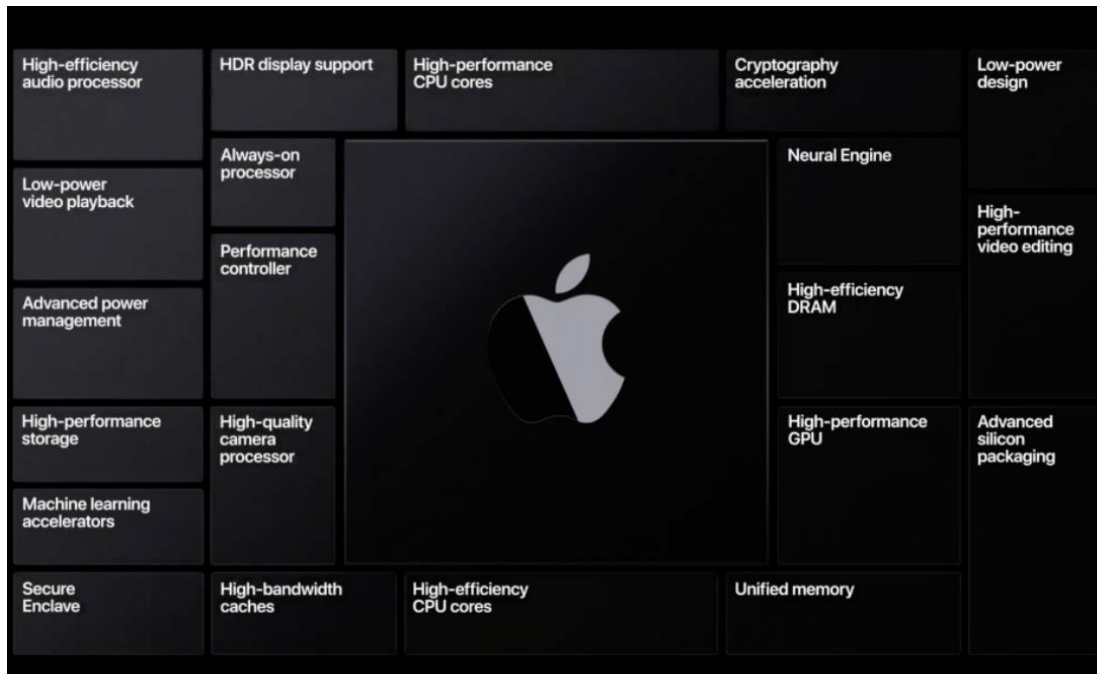 High-efficiency
audio processor
HDR display support
High-performance
CPU cores
Cryptography
acceleration
Low-power
design
Always-on
processor
Neural Engine
Low-power
video playback
High-
performance
video editing
Performance
controller
High-efficiency
DRAM
Advanced power
management
High-performance
storage
High-quality
camera
processor
High-performance
GPU
Advanced
silicon
packaging
Machine learning
accelerators
Secure
Enclave
High-bandwidth
caches
High-efficiency
CPU cores
Unified memory